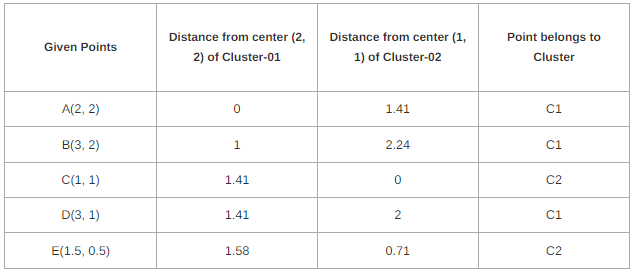 Given Points
Distance from center (2,
2) of Cluster-01
Distance from center (1,
1) of Cluster-02
Point belongs to
Cluster
A(2, 2) 0 1.41 C1
B(3, 2) 1 2.24 C1
C(1, 1) 1.41 0 C2
D(3, 1) 1.41 2 C1
E(1.5, 0.5) 1.58 0.71 C2